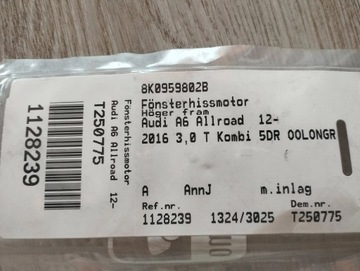 8K0959802B
Fönsterhissmotor
Höger fram
Audi A6 Allroad 12-
2016 3,0 T Kombi 5DR OOLONGR
A AnnJ m.inlag
Ref.nr. Dem.nr.
1128239 1324/3025 T250775
Fönsterhissmotor
Audi A6 Allroad 12-
T250775
1128239